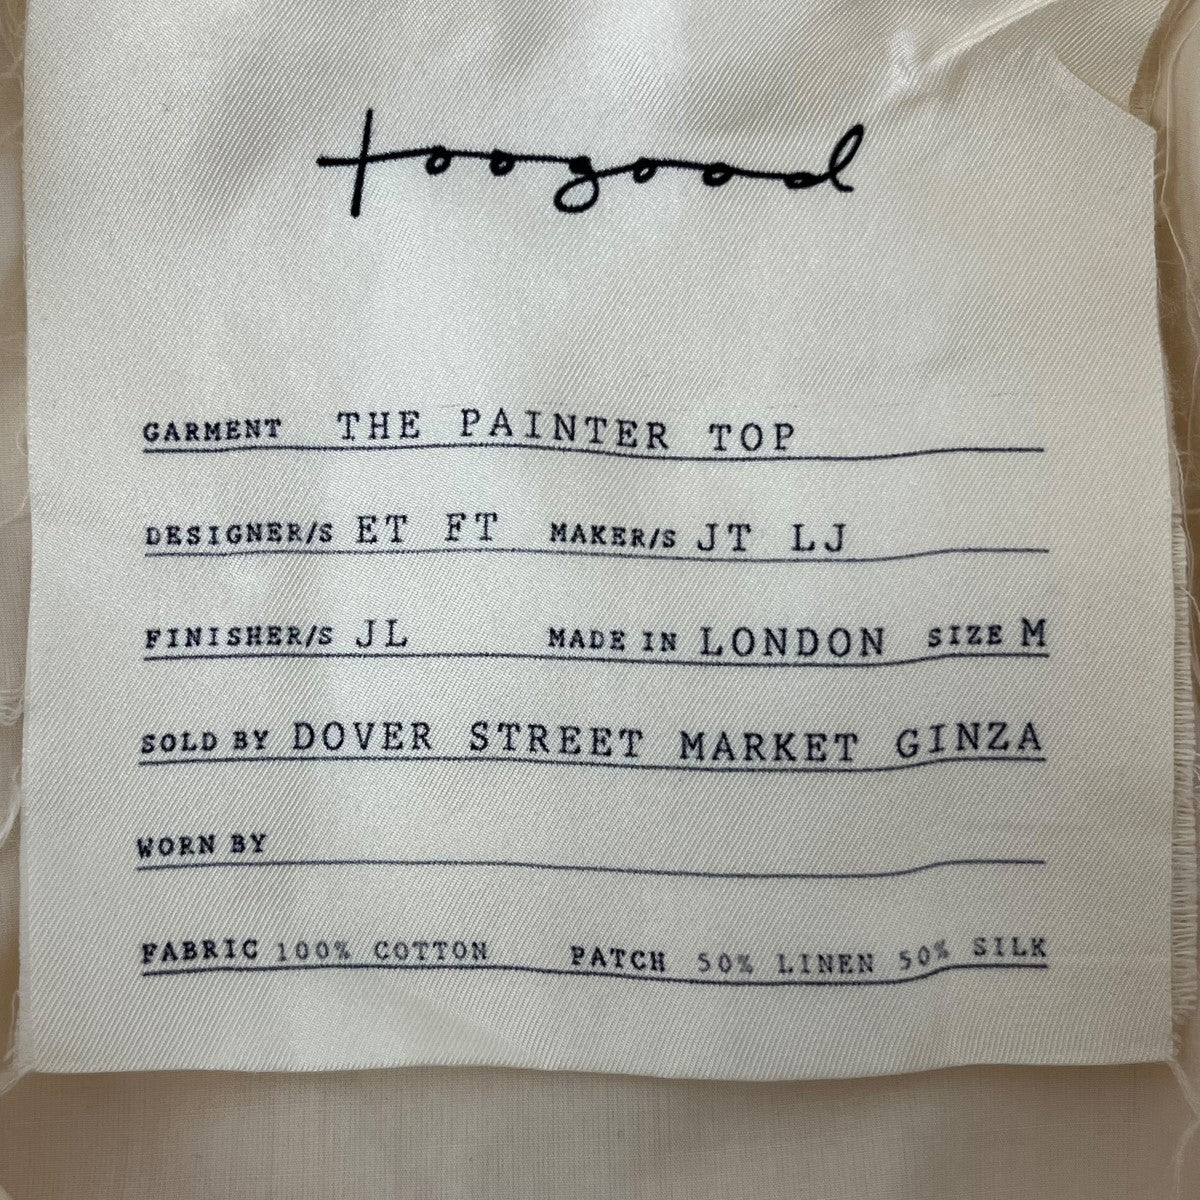 toogood
GARMENT THE PAINTER TOP
DESIGNER/S ET FT MAKER/S JT LJ
FINISHER/S JL MADE IN LONDON SIZE M
SOLD BY DOVER STREET MARKET GINZA
WORN BY
FABRIC 100% COTTON PATCH 50% LINEN 50% SILK